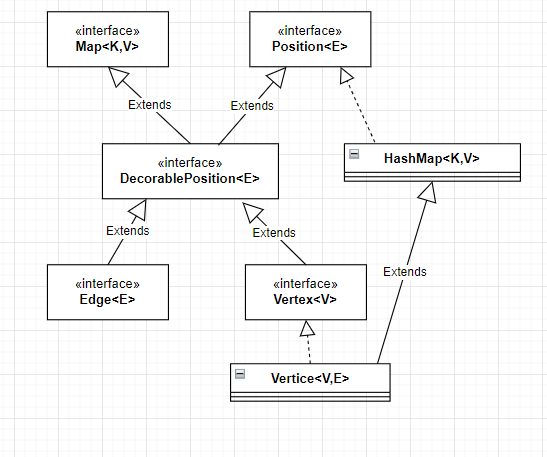 «interface»
Map<K,V>
«interface»
Position<E>
Extends
Extends
«interface»
DecorablePosition<E>
HashMap<K,V>
Extends
Extends
Extends
«interface»
Edge<E>
«interface»
Vertex<V>
Vertice<V,E>